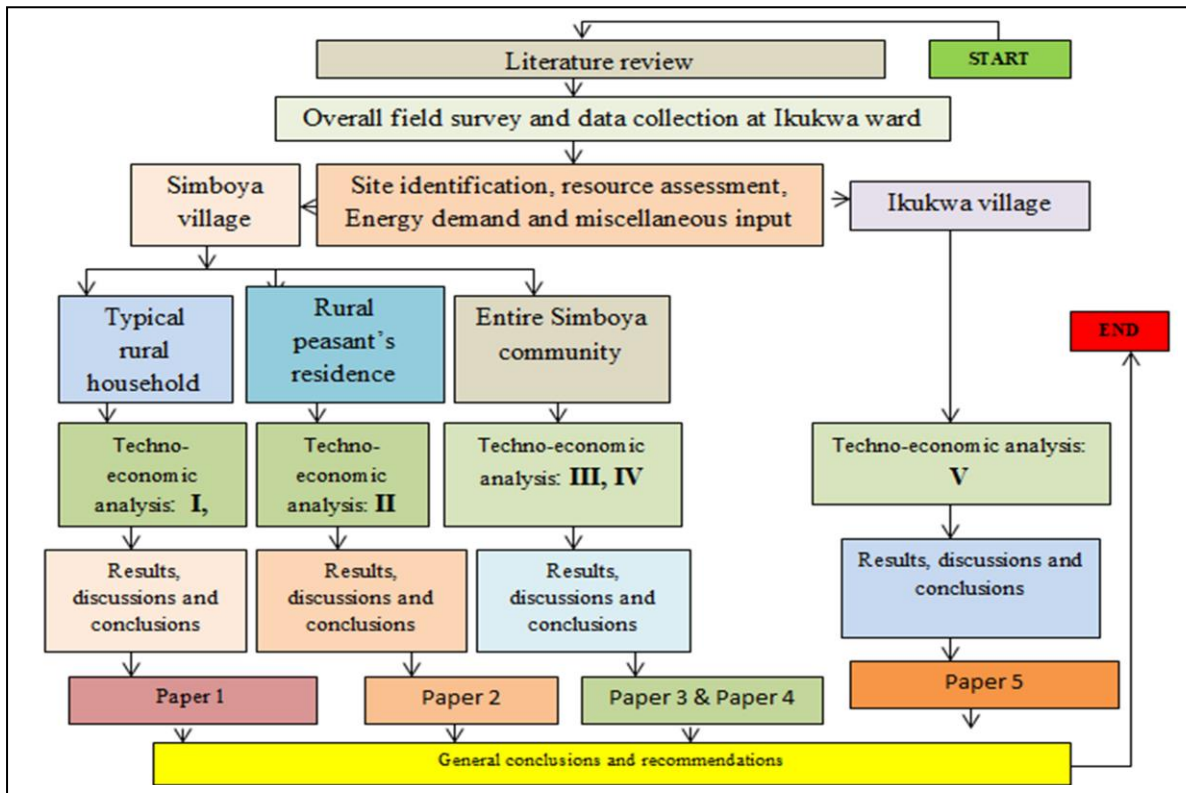 START
Literature review
Overall field survey and data collection at Ikukwa ward
Simboya
village
Site identification, resource assessment,
Energy demand and miscellaneous input
Ikukwa village
Typical
rural
household
Rural
peasant's
residence
Entire Simboya
community
END
Techno-
economic
analysis: I,
Techno-
economic
analysis: II
Techno-economic
analysis: III, IV
Techno-economic analysis:
V
Results,
discussions and
conclusions
Results,
discussions and
conclusions
Results,
discussions and
conclusions
Results, discussions and
conclusions
Paper 1
Paper 2
Paper 3 & Paper 4
Paper 5
General conclusions and recommendations